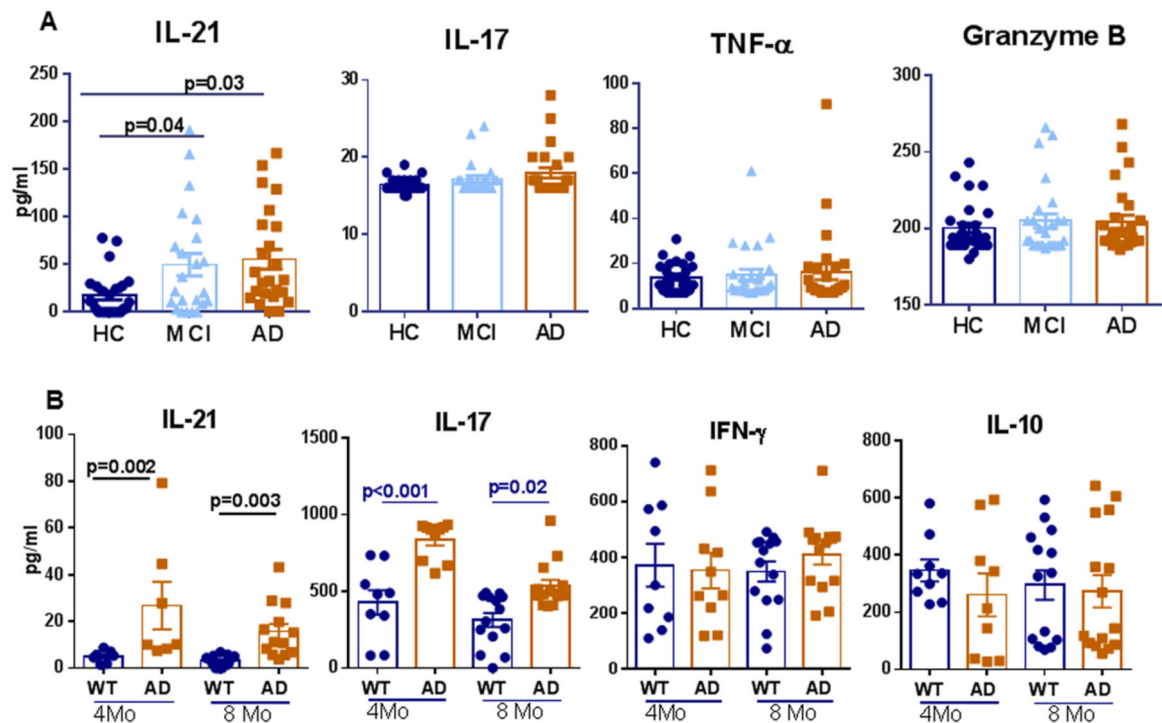 A
IL-21
IL-17
TNF-α
Granzyme B
pg/ml
250
200
150
100
50
0
p=0.03
p=0.04
HC MCI AD
30
20
10
0
HC MCI AD
100
80
60
40
20
0
HC MCI AD
300
250
200
150
HC MCI AD
B
IL-21
IL-17
IFN-γ
IL-10
pg/ml
100
80
60
40
20
0
p=0.002
p=0.003
WT AD WT AD
4Mo 8 Mo
1500
1000
500
0
p<0.001
p=0.02
WT AD WT AD
4Mo 8 Mo
800
600
400
200
0
WT AD WT AD
4Mo 8 Mo
800
600
400
200
0
WT AD WT AD
4Mo 8 Mo